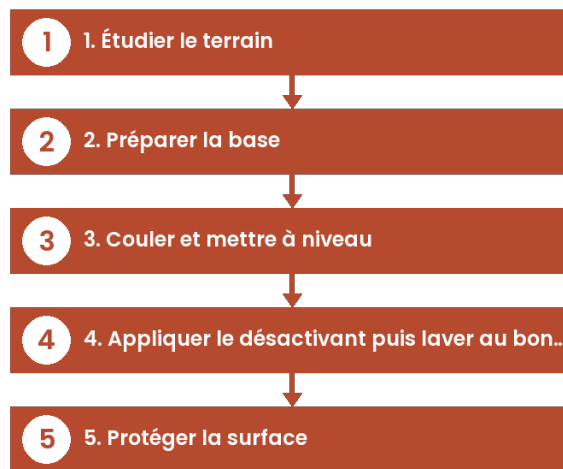 1 1. Étudier le terrain
2 2. Préparer la base
3 3. Couler et mettre à niveau
4 4. Appliquer le désactivant puis laver au bon..
5 5. Protéger la surface